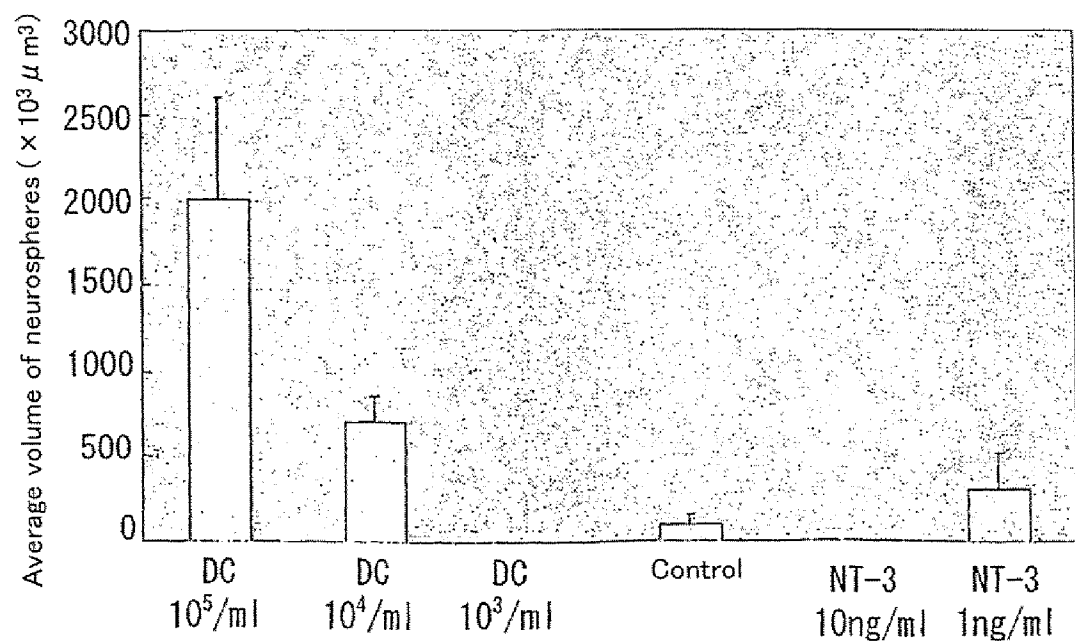 Average volume of neurospheres ( × 10³ μ m³)
3000
2500
2000
1500
1000
500
0
DC
10⁵/ml
DC
10⁴/ml
DC
10³/ml
Control
NT-3
10ng/ml
NT-3
1ng/ml